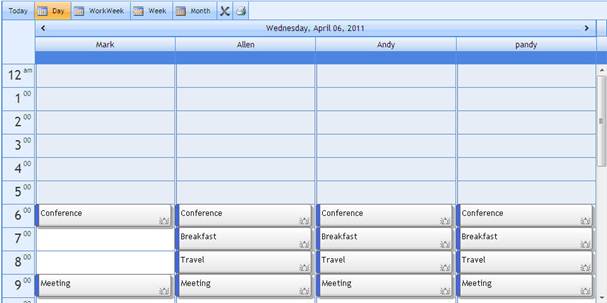 Today Day WorkWeek Week Month
Wednesday, April 06, 2011
Mark Allen Andy pandy
12 am
1 00
2 00
3 00
4 00
5 00
6 00 Conference Conference Conference Conference
7 00 Breakfast Breakfast Breakfast
8 00 Travel Travel Travel
9 00 Meeting Meeting Meeting Meeting